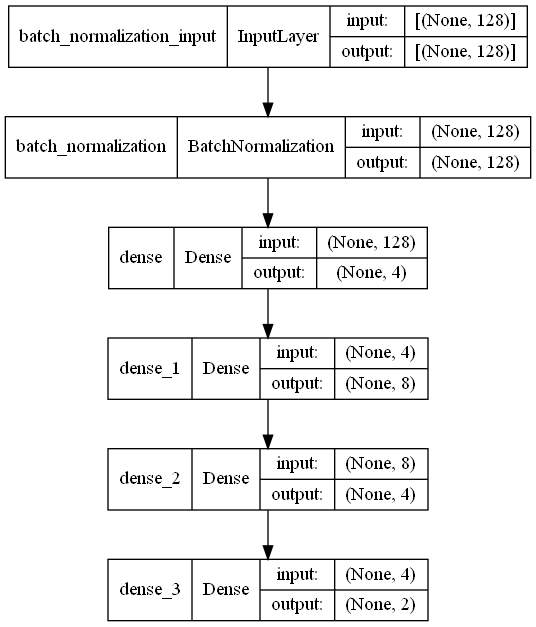 batch_normalization_input InputLayer input: [(None, 128)]
output: [(None, 128)]
batch_normalization BatchNormalization input: (None, 128)
output: (None, 128)
dense Dense input: (None, 128)
output: (None, 4)
dense_1 Dense input: (None, 4)
output: (None, 8)
dense_2 Dense input: (None, 8)
output: (None, 4)
dense_3 Dense input: (None, 4)
output: (None, 2)